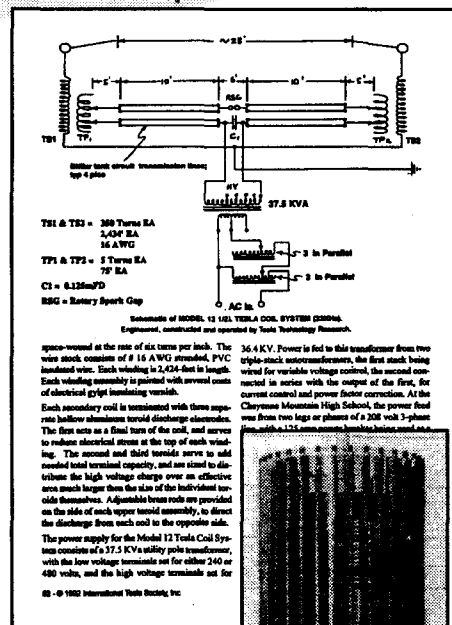 ~ 25'
5' 10' 6' 10' 5'
RSG
C1
TS1 TP1 TP2 TS2
Stiller tank circuit transmission lines;
typ 4 plcs
HV
37.5 KVA
3 In Parallel
3 In Parallel
AC In.
TS1 & TS2 = 350 Turns EA
2,424' EA
16 AWG
TP1 & TP2 = 5 Turns EA
75' EA
C1 = 0.125mFD
RSG = Rotary Spark Gap
Schematic of MODEL 12 1/2L TESLA COIL SYSTEM
Engineered, constructed and operated by Tesla Technology Research.
space-wound at the rate of six turns per inch. The
wire stock consists of # 16 AWG stranded, PVC
insulated wire. Each winding is 2,424-feet in length.
Each winding assembly is painted with several coats
of electrical gylpt insulating varnish.
Each secondary coil is terminated with three sepa-
rate hollow aluminum toroid discharge electrodes.
The first acts as a final turn of the coil, and serves
to reduce electrical stress at the top of each wind-
ing. The second and third toroids serve to add
needed total terminal capacity, and are sized to dis-
tribute the high voltage charge over an effective
area much larger then the size of the individual tor-
oids themselves. Adjustable brass rods are provided
on the side of each upper toroid assembly, to direct
the discharge from each coil to the opposite side.
The power supply for the Model 12 Tesla Coil Sys-
tem consists of a 37.5 KVa utility pole transformer,
with the low voltage terminals set for either 240 or
480 volts, and the high voltage terminals set for
36.4 KV. Power is fed to this transformer from two
triple-stack autotransformers, the first stack being
wired for variable voltage control, the second con-
nected in series with the output of the first, for
current control and power factor correction. At the
Cheyenne Mountain High School, the power feed
was from two legs or phases of a 208 volt 3-phase
line, with a 125 ampere breaker being used as a
62 - © 1992 International Tesla Society, Inc